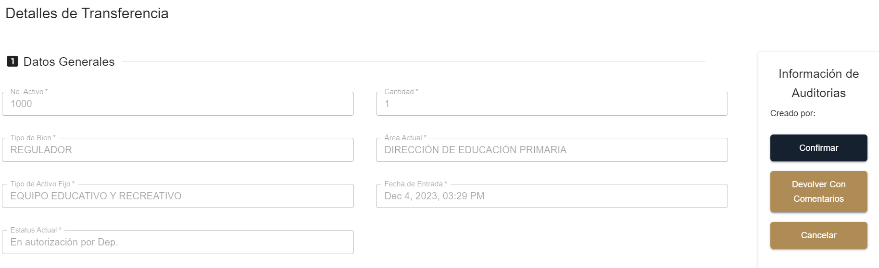 Detalles de Transferencia
1 Datos Generales
No. Activo *
1000
Cantidad *
1
Tipo de Bien *
REGULADOR
Área Actual *
DIRECCIÓN DE EDUCACIÓN PRIMARIA
Tipo de Activo Fijo *
EQUIPO EDUCATIVO Y RECREATIVO
Fecha de Entrada *
Dec 4, 2023, 03:29 PM
Estatus Actual *
En autorización por Dep.
Información de
Auditorias
Creado por:
Confirmar
Devolver Con
Comentarios
Cancelar